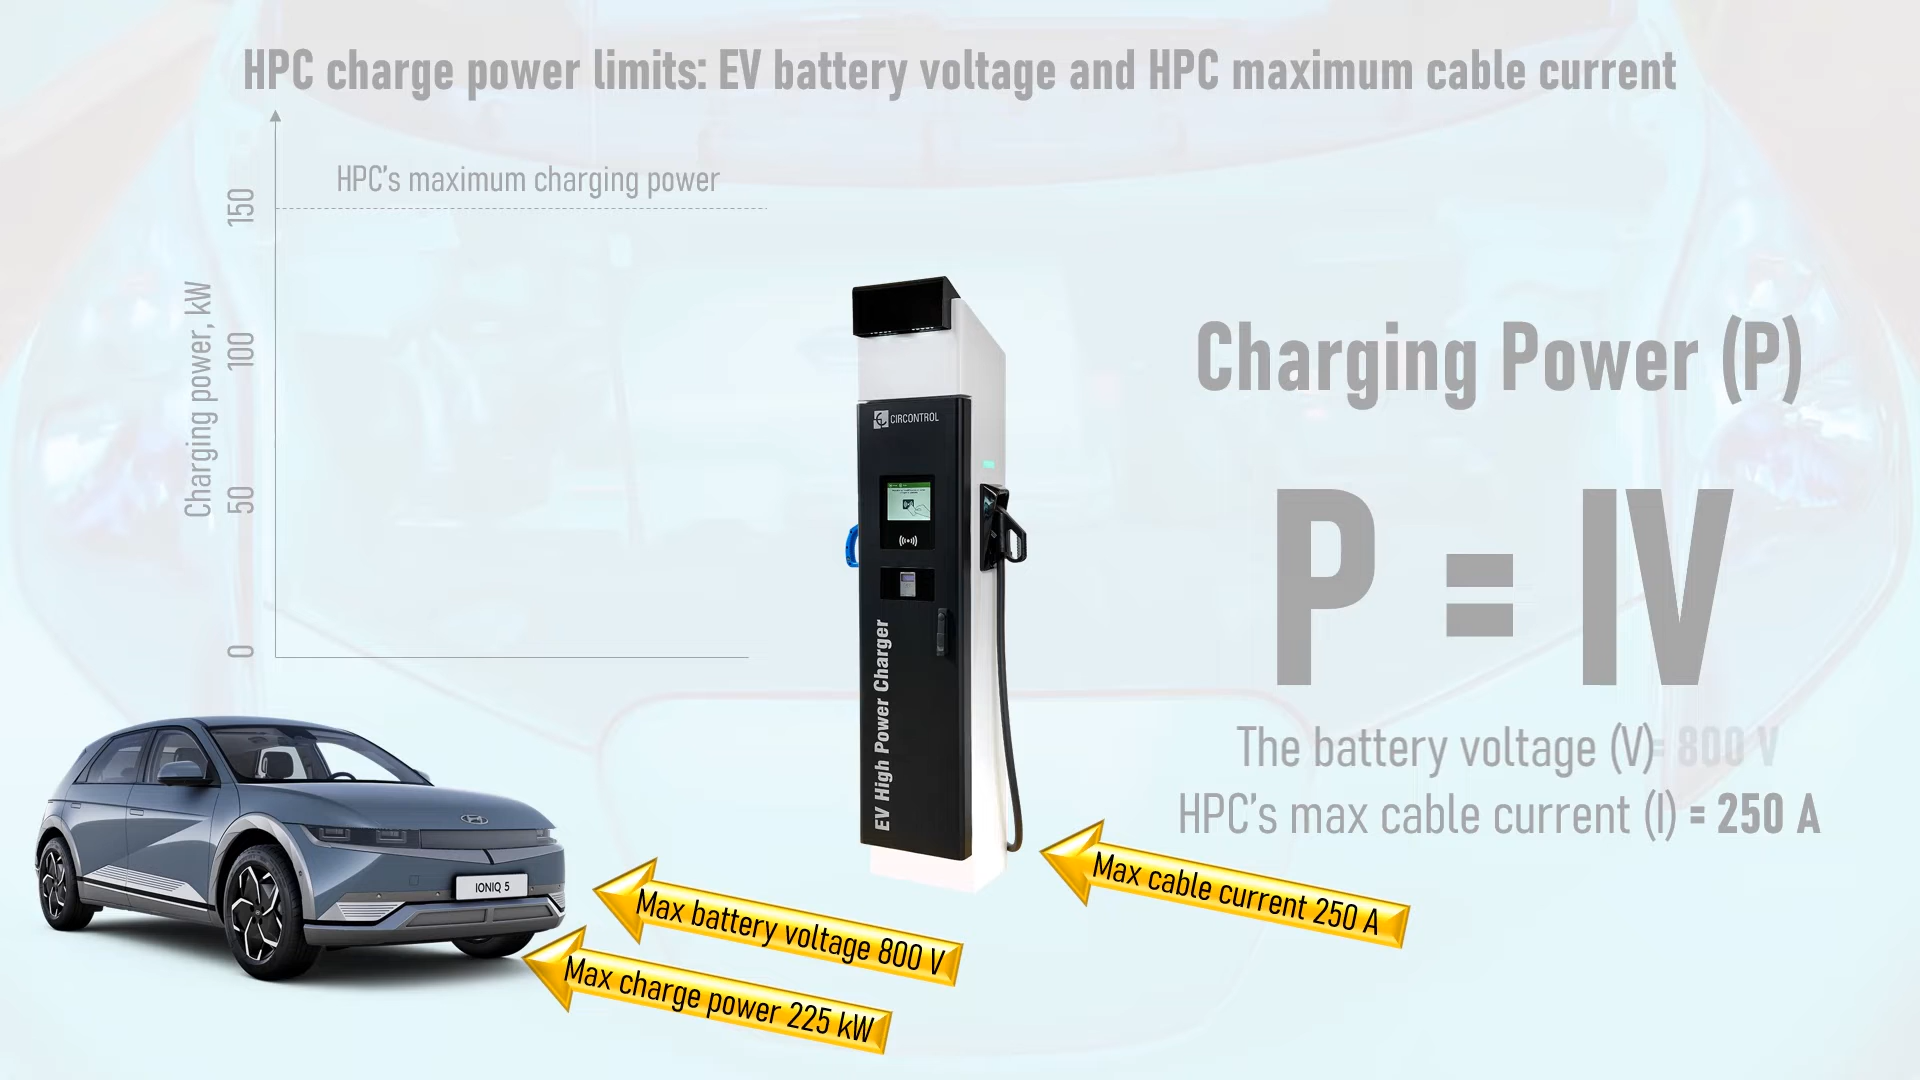 HPC charge power limits: EV battery voltage and HPC maximum cable current
HPC's maximum charging power
150
100
50
0
Charging power, kW
CIRCONTROL
EV High Power Charger
Charging Power (P)
P = IV
The battery voltage (V)= 800 V
HPC's max cable current (I) = 250 A
IONIQ 5
Max cable current 250 A
Max battery voltage 800 V
Max charge power 225 kW